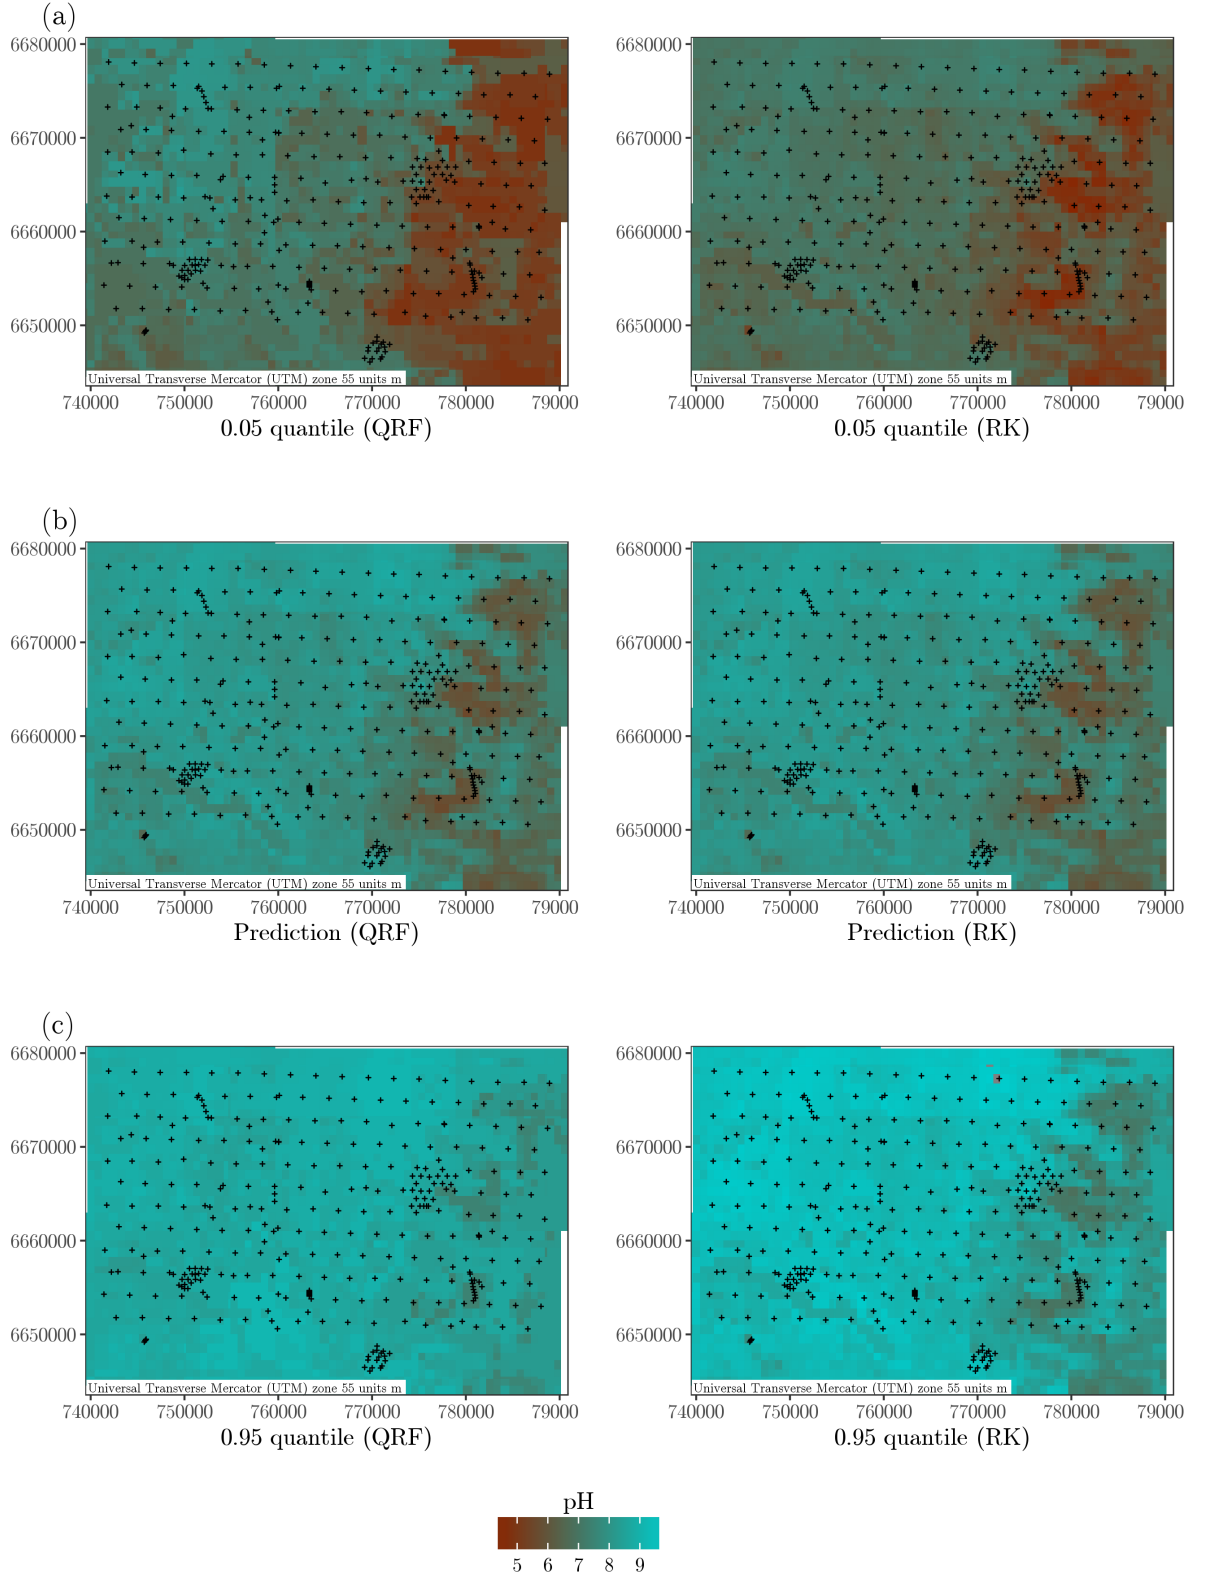 (a)
6680000
6670000
6660000
6650000
Universal Transverse Mercator (UTM) zone 55 units m
740000 750000 760000 770000 780000 79000
0.05 quantile (QRF)
6680000
6670000
6660000
6650000
Universal Transverse Mercator (UTM) zone 55 units m
740000 750000 760000 770000 780000 79000
0.05 quantile (RK)
(b)
6680000
6670000
6660000
6650000
Universal Transverse Mercator (UTM) zone 55 units m
740000 750000 760000 770000 780000 79000
Prediction (QRF)
6680000
6670000
6660000
6650000
Universal Transverse Mercator (UTM) zone 55 units m
740000 750000 760000 770000 780000 79000
Prediction (RK)
(c)
6680000
6670000
6660000
6650000
Universal Transverse Mercator (UTM) zone 55 units m
740000 750000 760000 770000 780000 79000
0.95 quantile (QRF)
6680000
6670000
6660000
6650000
Universal Transverse Mercator (UTM) zone 55 units m
740000 750000 760000 770000 780000 79000
0.95 quantile (RK)
pH
5 6 7 8 9